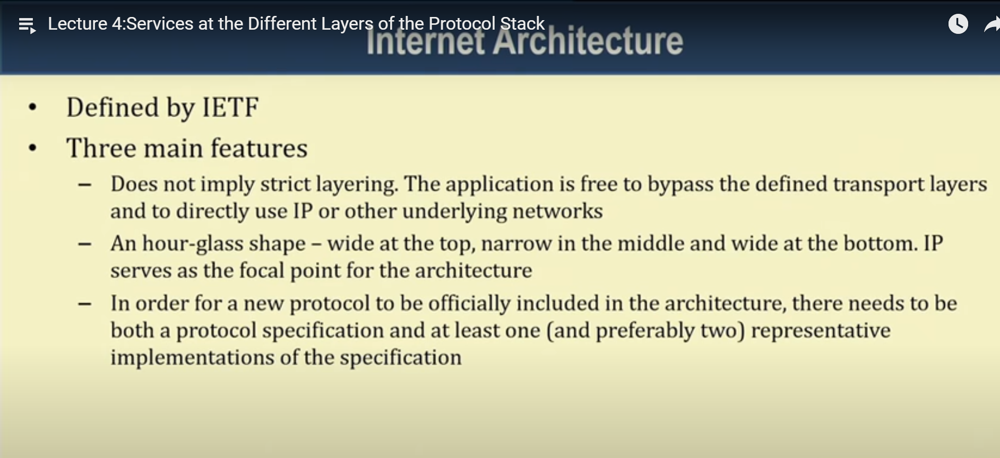 Lecture 4:Services at the Different Layers of the Protocol Stack
Internet Architecture
• Defined by IETF
• Three main features
– Does not imply strict layering. The application is free to bypass the defined transport layers
and to directly use IP or other underlying networks
– An hour-glass shape – wide at the top, narrow in the middle and wide at the bottom. IP
serves as the focal point for the architecture
– In order for a new protocol to be officially included in the architecture, there needs to be
both a protocol specification and at least one (and preferably two) representative
implementations of the specification